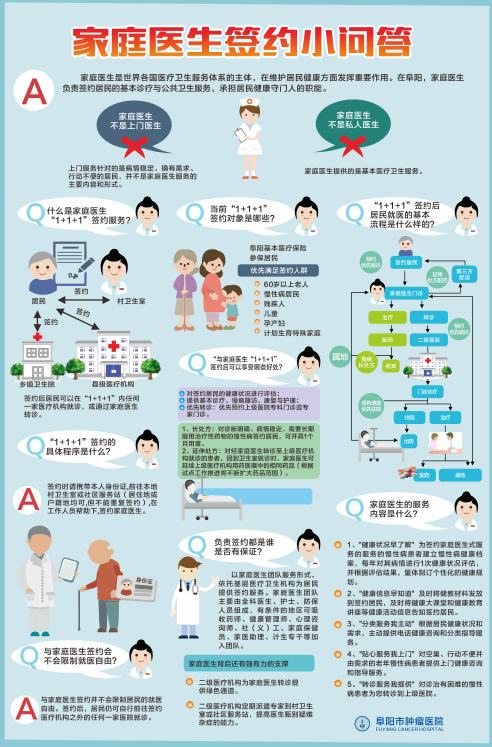 家庭医生签约小问答
A
家庭医生是世界各国医疗卫生服务体系的主体，在维护居民健康方面发挥重要作用。在阜阳，家庭医生
负责签约居民的基本诊疗与公共卫生服务，承担居民健康守门人的职能。
家庭医生
不是上门医生
家庭医生
不是私人医生
上门服务针对的是病情稳定、确有需求、
行动不便的居民，并不是家庭医生服务的
主要内容和形式。
家庭医生提供的是基本医疗卫生服务。
Q
什么是家庭医生
“1+1+1”签约服务？
签约
居民
村卫生室
签约
签约
乡镇卫生院
县级医疗机构
签约后居民可以在“1+1+1”内任何
一家医疗机构就诊，或通过家庭医生
转诊。
Q
“1+1+1”签约的
具体程序是什么？
A
签约时请携带本人身份证,前往本地
村卫生室或社区服务站（居住地或
户籍地均可,但不能重复签约）,在
工作人员帮助下,签约家庭医生。
身份证
Q
与家庭医生签约会
不会限制就医自由？
A
与家庭医生签约并不会限制居民的就医
自由。签约后，居民仍可自行前往签约
医疗机构之外的任何一家医院就诊。
Q
当前“1+1+1”
签约对象是哪些？
阜阳基本医疗保险
参保居民
优先满足签约人群
60岁以上老人
慢性病居民
残疾人
儿童
孕产妇
计划生育特殊家庭
Q
“与家庭医生“1+1+1”
签约后可以享受哪些好处？
对签约居民的健康状况进行评估；
提供基本诊疗、慢病随访、康复与护理；
优先转诊：优先预约上级医院专科门诊或专
家门诊。
1、长处方：对诊断明确、病情稳定、需要长期
服用治疗性药物的慢性病签约居民，可开具1个
月用量。
2、延伸处方：对经家庭医生转诊至上级医疗机
构就诊的患者，回到卫生室就诊时，家庭医生可
延续上级医疗机构用药医嘱中的相同药品（根据
试点工作推进将不断扩大药品范围）。
Q
负责签约都是谁
是否有保证？
以家庭医生团队服务形式，
依托基层医疗卫生机构为居民
提供签约服务。家庭医生团队
主要由全科医生、护士、防保
人员组成，有条件的地区可吸
收药师、健康管理师、心理咨
询师、社（义）工、家庭保健
员，家医助理、计生专干等加
入团队。
家庭医生背后还有强有力的支撑
二级医疗机构为家庭医生转诊提
供绿色通道。
二级医疗机构定期派遣专家到村卫生
室或社区服务站，提高医生甄别疑难
杂症的能力。
Q
“1+1+1”签约后
居民就医的基本
流程是什么样的？
预约
优先就诊
签约居民
第三方
配送
家庭医生门诊
治疗
转诊
预约
优先就诊
配药
二级医院
属地
门诊诊疗
住院
治疗
出院
配药
属地
Q
家庭医生的服务
内容是什么？
1、“健康状况早了解”为签约家庭医生式服
务的服务的慢性病患者建立慢性病健康档
案，每年对其病情进行1次健康状况评估，
并根据评估结果，量体制订个性化的健康规
划。
2、“健康信息早知道”及时将健教材料发放
到签约居民，及时将健康大课堂和健康教育
讲座等健康活动信息告知签约居民。
3、“分类服务我主动”根据居民健康状况和
需求，主动提供电话健康咨询和分类指导服
务。
4、“贴心服务我上门”对空巢、行动不便并
由需求的老年慢性病患者提供上门健康咨询
和指导服务。
5、“转诊服务我提供”对诊治有困难的慢性
病患者为您转诊到上级医院。
阜阳市肿瘤医院
FUYANG CANCER HOSPITAL